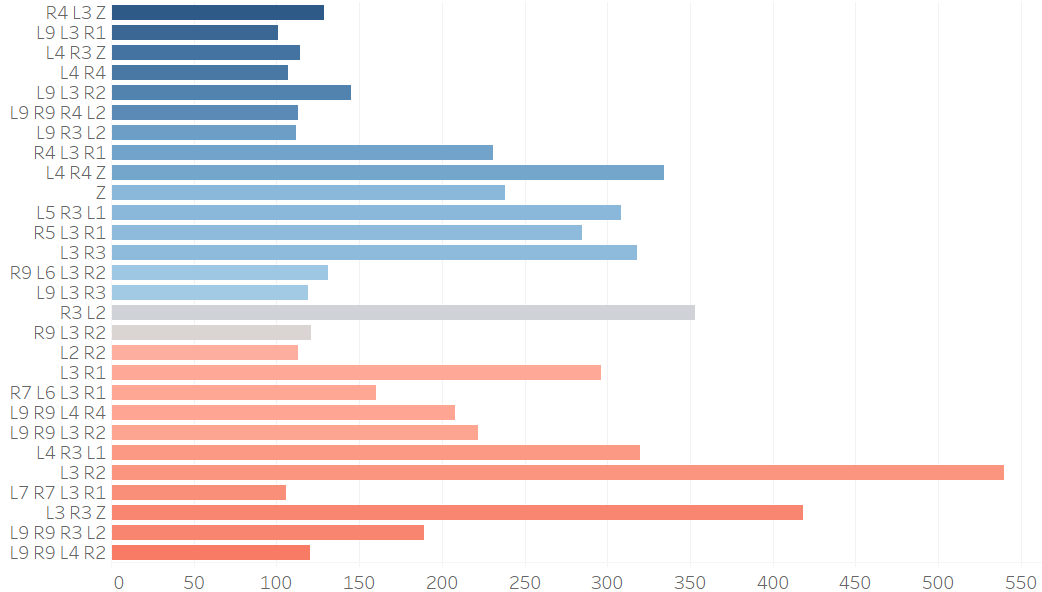 R4 L3 Z
L9 L3 R1
L4 R3 Z
L4 R4
L9 L3 R2
L9 R9 R4 L2
L9 R3 L2
R4 L3 R1
L4 R4 Z
Z
L5 R3 L1
R5 L3 R1
L3 R3
R9 L6 L3 R2
L9 L3 R3
R3 L2
R9 L3 R2
L2 R2
L3 R1
R7 L6 L3 R1
L9 R9 L4 R4
L9 R9 L3 R2
L4 R3 L1
L3 R2
L7 R7 L3 R1
L3 R3 Z
L9 R9 R3 L2
L9 R9 L4 R2
0 50 100 150 200 250 300 350 400 450 500 550